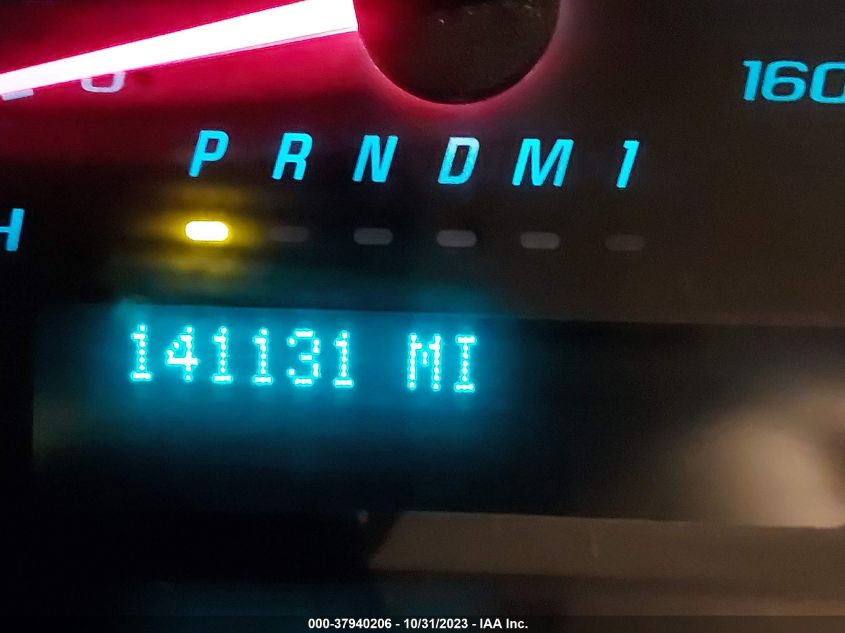 160
P R N D M 1
H
141131 MI
000-37940206 - 10/31/2023 - IAA Inc.